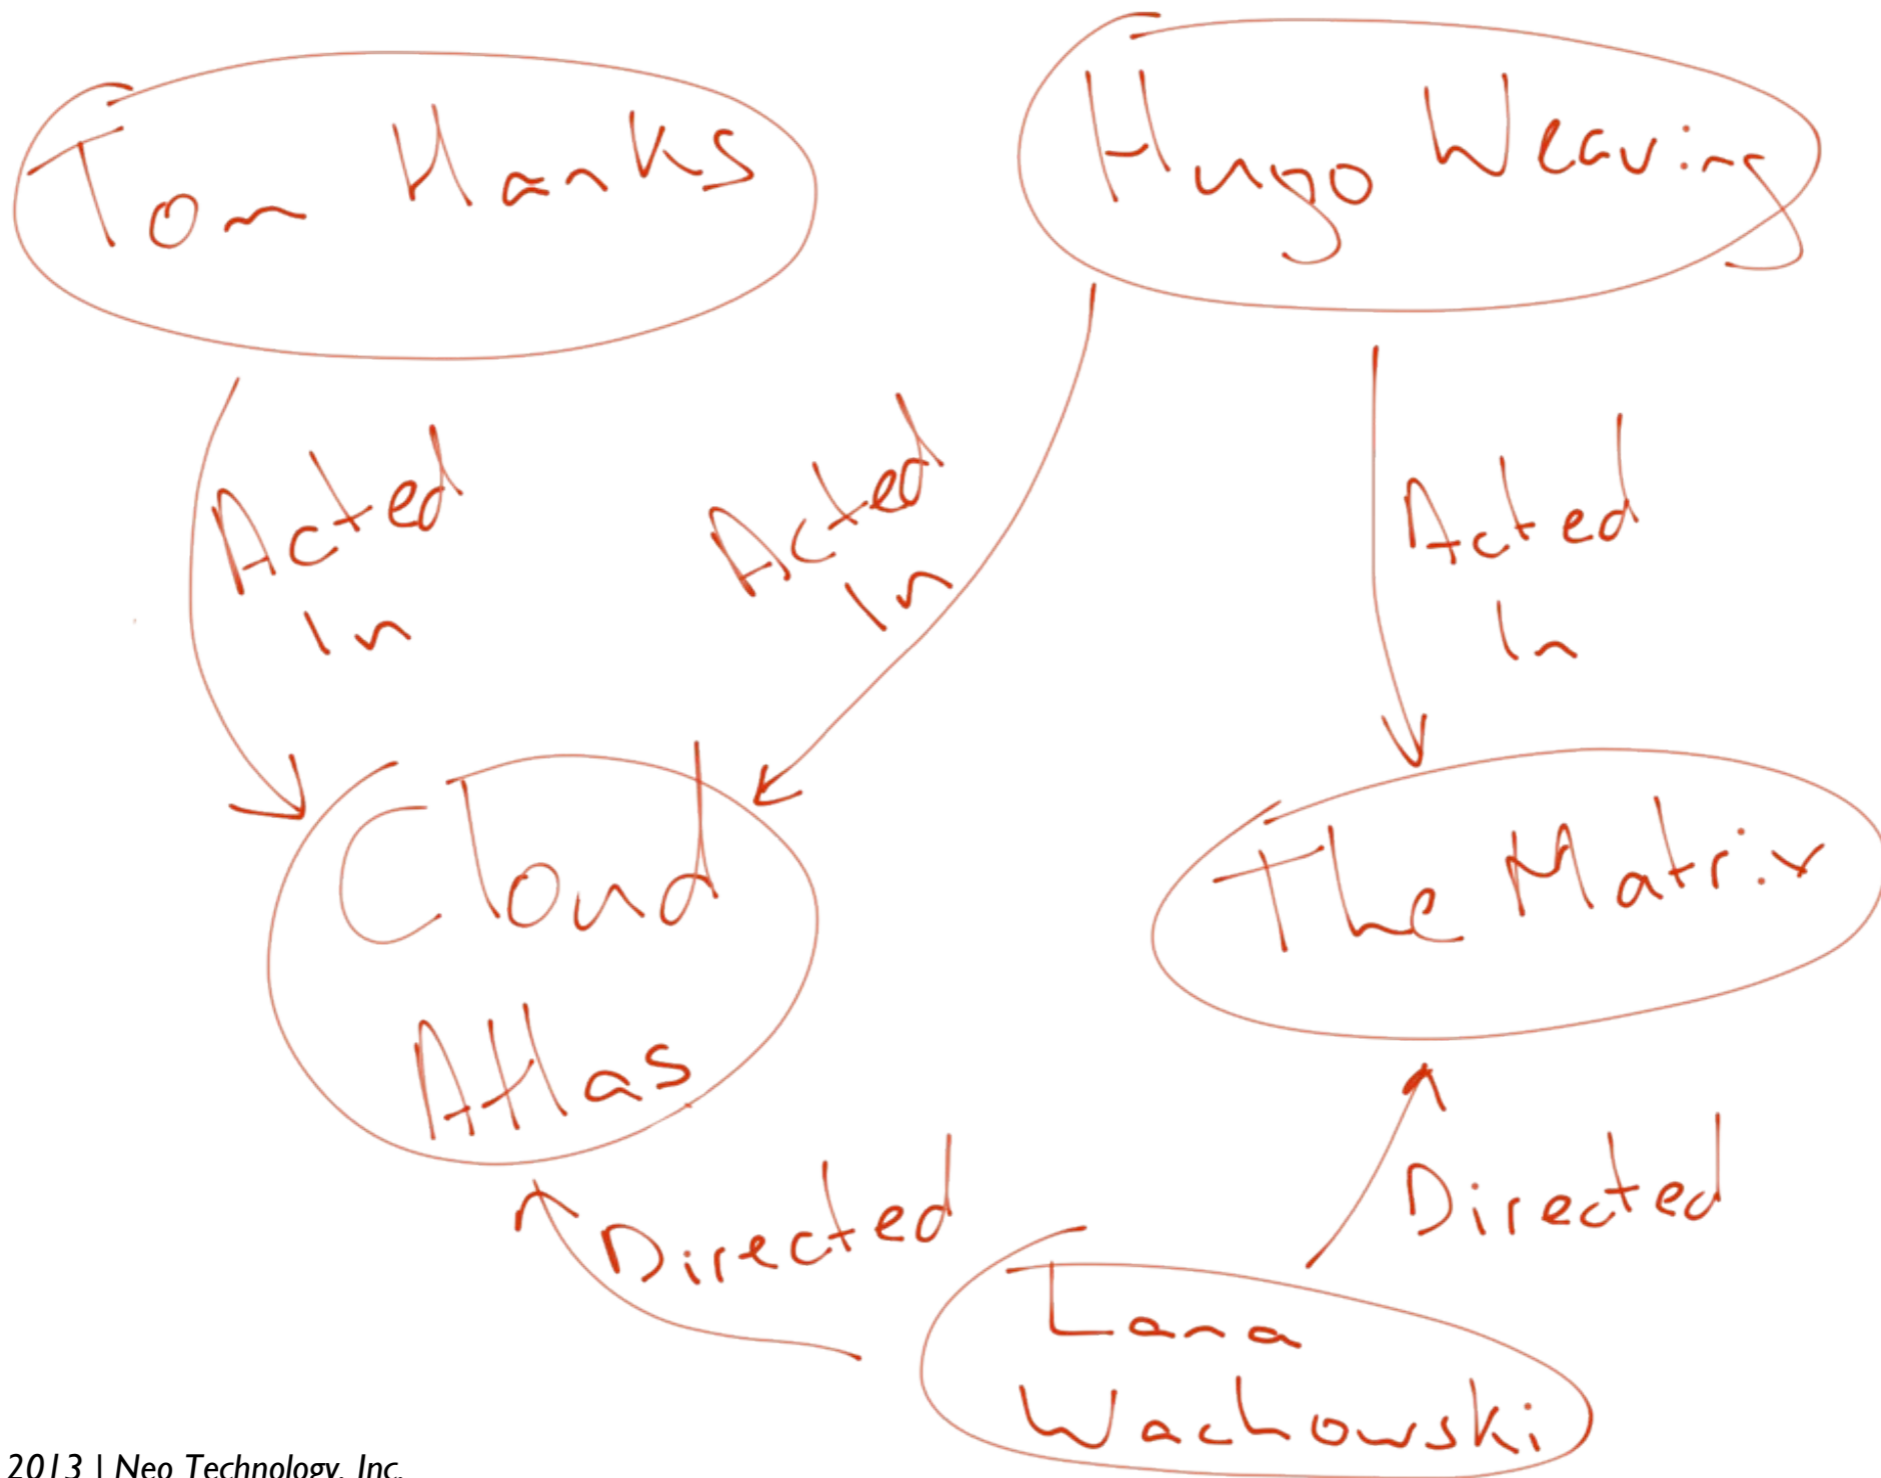 Tom Hanks
Hugo Weaving
Acted
In
Acted
In
Acted
In
Cloud
Atlas
The Matrix
Directed
Directed
Lana
Wachowski
2013 | Neo Technology, Inc.